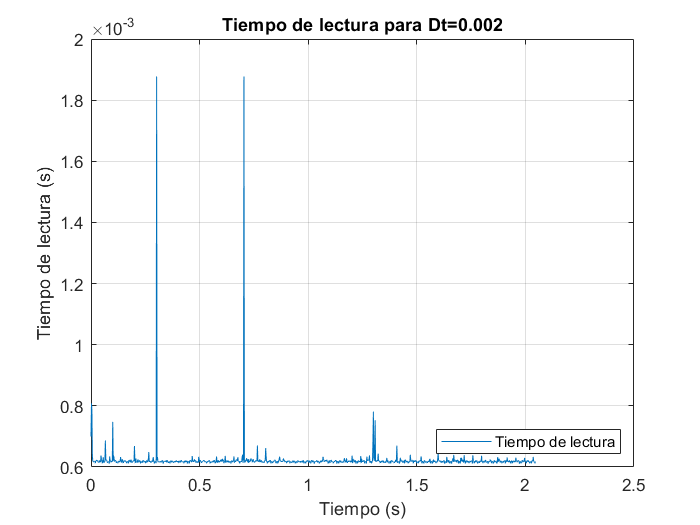 Tiempo de lectura para Dt=0.002
×10-3
2
1.8
1.6
1.4
1.2
1
0.8
0.6
Tiempo de lectura (s)
Tiempo de lectura
0 0.5 1 1.5 2 2.5
Tiempo (s)